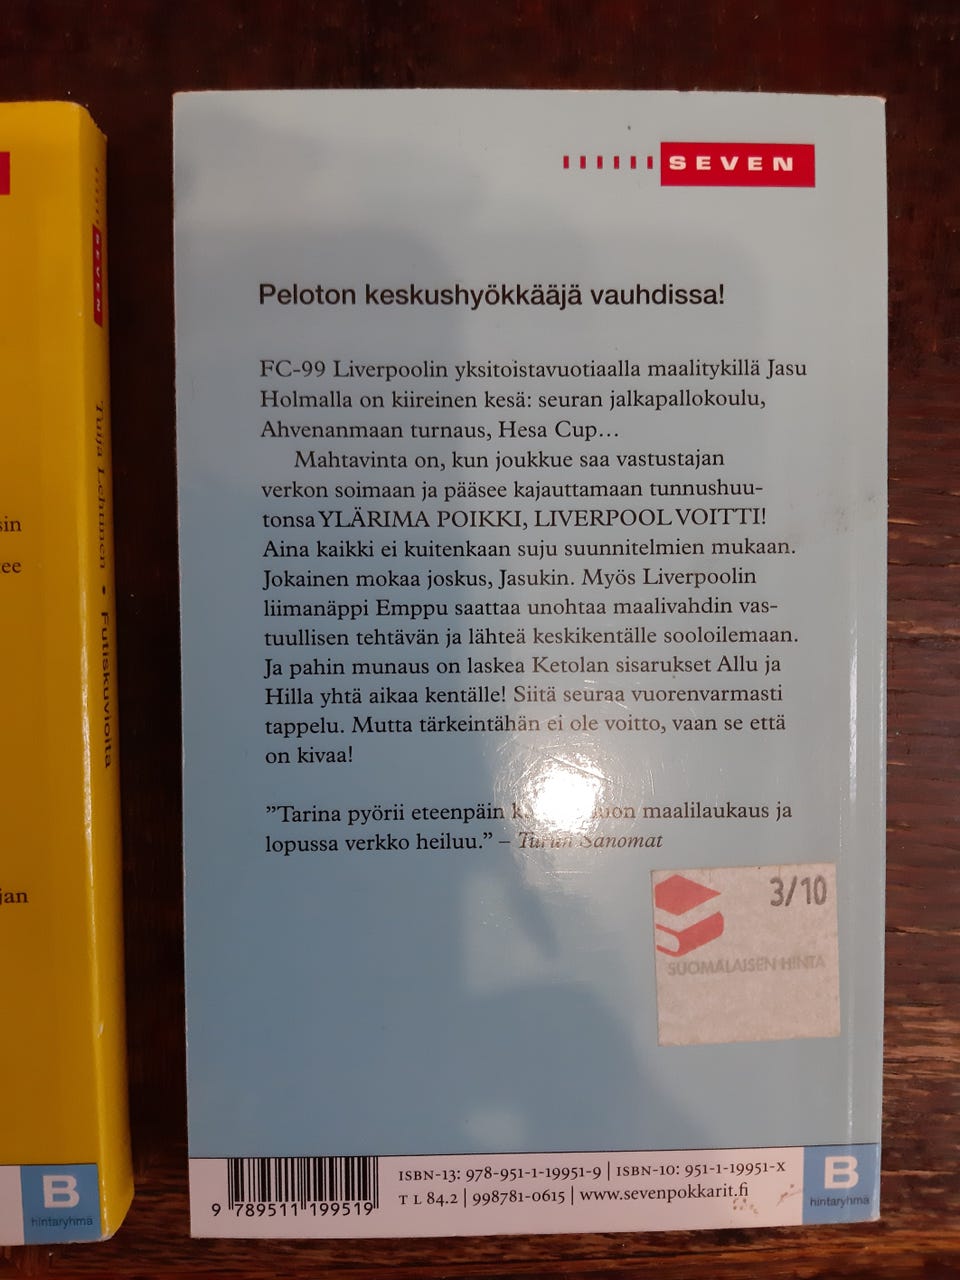 SEVEN
Peloton keskushyökkääjä vauhdissa!
FC-99 Liverpoolin yksitoistavuotiaalla maalitykillä Jasu
Holmalla on kiireinen kesä: seuran jalkapallokoulu,
Ahvenanmaan turnaus, Hesa Cup...
Mahtavinta on, kun joukkue saa vastustajan
verkon soimaan ja pääsee kajauttamaan tunnushuu-
tonsa YLÄRIMA POIKKI, LIVERPOOL VOITTI!
Aina kaikki ei kuitenkaan suju suunnitelmien mukaan.
Jokainen mokaa joskus, Jasukin. Myös Liverpoolin
liimanäppi Emppu saattaa unohtaa maalivahdin vas-
tuullisen tehtävän ja lähteä keskikentälle sooloilemaan.
Ja pahin munaus on laskea Ketolan sisarukset Allu ja
Hilla yhtä aikaa kentälle! Siitä seuraa vuorenvarmasti
tappelu. Mutta tärkeintähän ei ole voitto, vaan se että
on kivaa!
"Tarina pyörii eteenpäin maalilaukaus ja
lopussa verkko heiluu." – Turun Sanomat
3/10
SUOMALAISEN HINTA
9 789511 199519
ISBN-13: 978-951-1-19951-9 | ISBN-10: 951-1-19951-X
T L 84.2 | 998781-0615 | www.sevenpokkarit.fi
B
hintaryhmä
SEVEN
Tuija Lehtinen • Futiskuvioita
sin
ee
jan
B
hintaryhmä